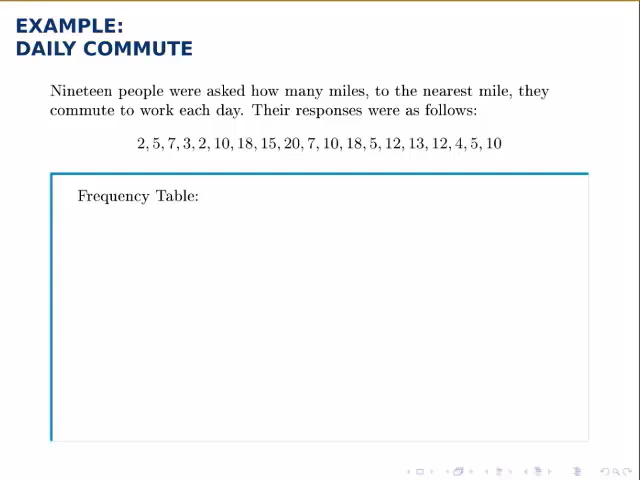 EXAMPLE:
DAILY COMMUTE
Nineteen people were asked how many miles, to the nearest mile, they
commute to work each day. Their responses were as follows:
2, 5, 7, 3, 2, 10, 18, 15, 20, 7, 10, 18, 5, 12, 13, 12, 4, 5, 10
Frequency Table: